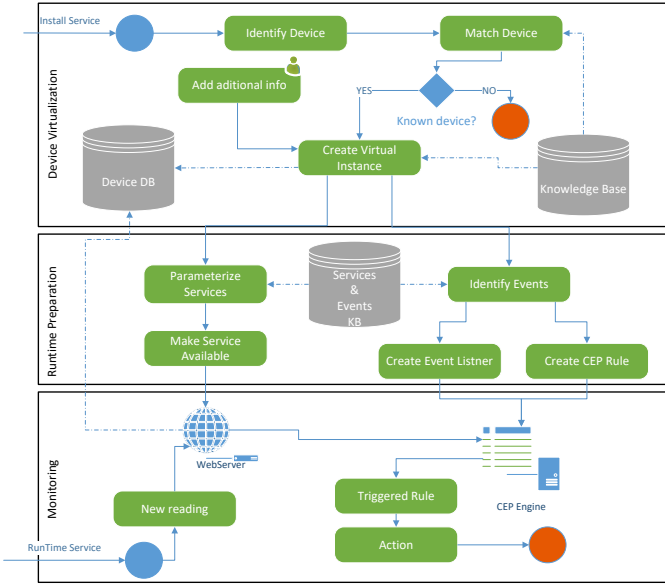 Install Service
Identify Device
Match Device
Add aditional info
YES
NO
Known device?
Device Virtualization
Create Virtual
Instance
Device DB
Knowledge Base
Runtime Preparation
Parameterize
Services
Services
&
Events
KB
Identify Events
Make Service
Available
Create Event Listner
Create CEP Rule
Monitoring
WebServer
CEP Engine
New reading
Triggered Rule
Action
RunTime Service